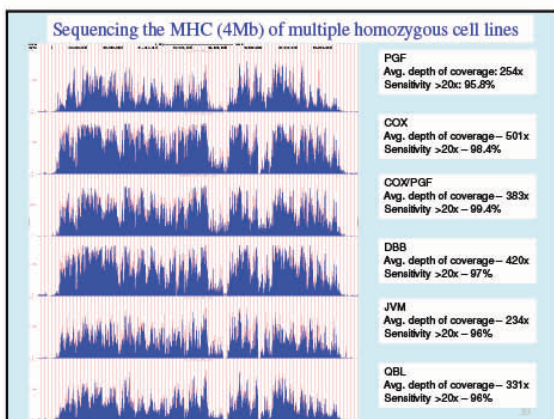 Sequencing the MHC (4Mb) of multiple homozygous cell lines
PGF
Avg. depth of coverage: 254x
Sensitivity >20x: 95.8%
COX
Avg. depth of coverage – 501x
Sensitivity >20x – 98.4%
COX/PGF
Avg. depth of coverage – 383x
Sensitivity >20x – 99.4%
DBB
Avg. depth of coverage – 420x
Sensitivity >20x – 97%
JVM
Avg. depth of coverage – 234x
Sensitivity >20x – 96%
QBL
Avg. depth of coverage – 331x
Sensitivity >20x – 96%